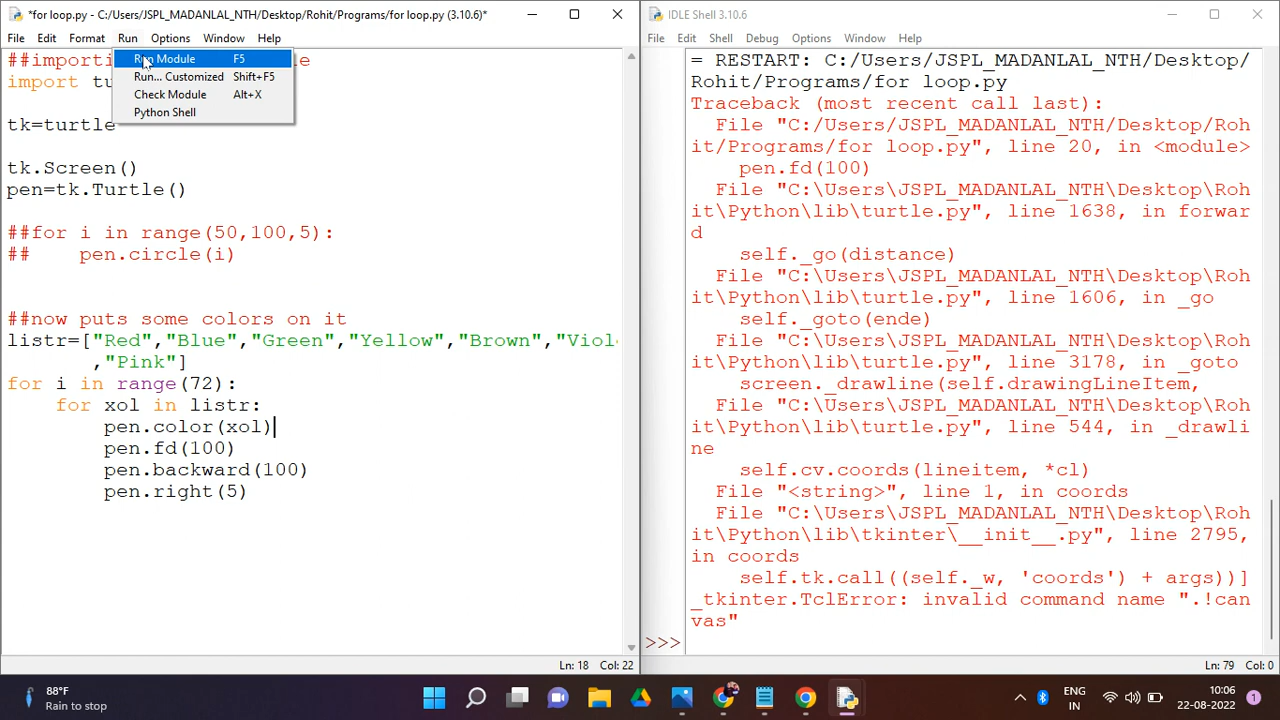 *for loop.py - C:/Users/JSPL_MADANLAL_NTH/Desktop/Rohit/Programs/for loop.py (3.10.6)*
File Edit Format Run Options Window Help
##importi
e
import tu
tk=turtle
tk.Screen()
pen=tk.Turtle()
##for i in range(50,100,5):
##    pen.circle(i)
##now puts some colors on it
listr=["Red","Blue","Green","Yellow","Brown","Viol
,"Pink"]
for i in range(72):
for xol in listr:
pen.color(xol)
pen.fd(100)
pen.backward(100)
pen.right(5)
Run Module F5
Run... Customized Shift+F5
Check Module Alt+X
Python Shell
Ln: 18 Col: 22
IDLE Shell 3.10.6
File Edit Shell Debug Options Window Help
= RESTART: C:/Users/JSPL_MADANLAL_NTH/Desktop/
Rohit/Programs/for loop.py
Traceback (most recent call last):
File "C:/Users/JSPL_MADANLAL_NTH/Desktop/Roh
it/Programs/for loop.py", line 20, in <module>
pen.fd(100)
File "C:\Users\JSPL_MADANLAL_NTH\Desktop\Roh
it\Python\lib\turtle.py", line 1638, in forwar
d
self._go(distance)
File "C:\Users\JSPL_MADANLAL_NTH\Desktop\Roh
it\Python\lib\turtle.py", line 1606, in _go
self._goto(ende)
File "C:\Users\JSPL_MADANLAL_NTH\Desktop\Roh
it\Python\lib\turtle.py", line 3178, in _goto
screen._drawline(self.drawingLineItem,
File "C:\Users\JSPL_MADANLAL_NTH\Desktop\Roh
it\Python\lib\turtle.py", line 544, in _drawli
ne
self.cv.coords(lineitem, *cl)
File "<string>", line 1, in coords
File "C:\Users\JSPL_MADANLAL_NTH\Desktop\Roh
it\Python\lib\tkinter\__init__.py", line 2795,
in coords
self.tk.call((self._w, 'coords') + args))]
_tkinter.TclError: invalid command name ".!can
vas"
>>>
Ln: 79 Col: 0
88°F
Rain to stop
ENG
IN
10:06
22-08-2022
1